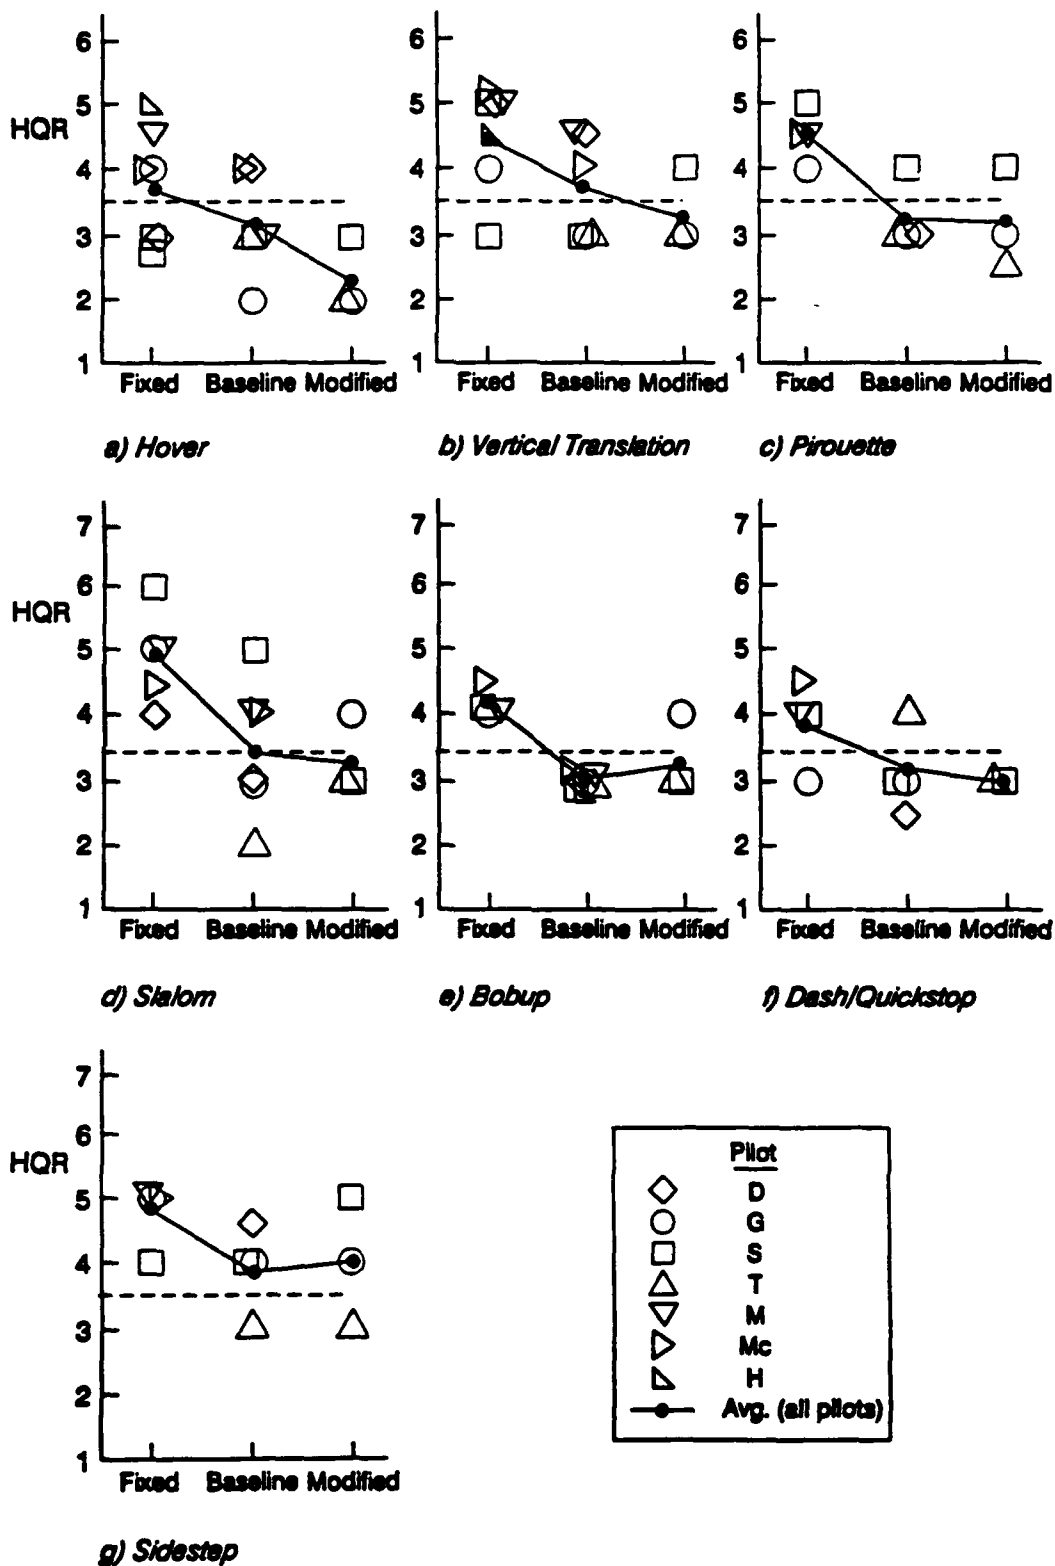 6
5
HQR
4
3
2
1
Fixed Baseline Modified
a) Hover
6
5
4
3
2
1
Fixed Baseline Modified
b) Vertical Translation
6
5
4
3
2
1
Fixed Baseline Modified
c) Pirouette
7
6
HQR
5
4
3
2
1
Fixed Baseline Modified
d) Slalom
7
6
5
4
3
2
1
Fixed Baseline Modified
e) Bobup
7
6
5
4
3
2
1
Fixed Baseline Modified
f) Dash/Quickstop
7
6
HQR
5
4
3
2
1
Fixed Baseline Modified
g) Sidestep
Pilot
D
G
S
T
M
Mc
H
Avg. (all pilots)